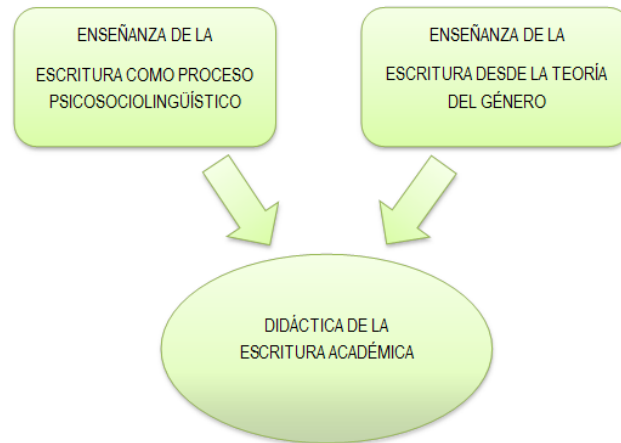 ENSEÑANZA DE LA
ESCRITURA COMO PROCESO
PSICOSOCIOLINGÜÍSTICO
ENSEÑANZA DE LA
ESCRITURA DESDE LA TEORÍA
DEL GÉNERO
DIDÁCTICA DE LA
ESCRITURA ACADÉMICA